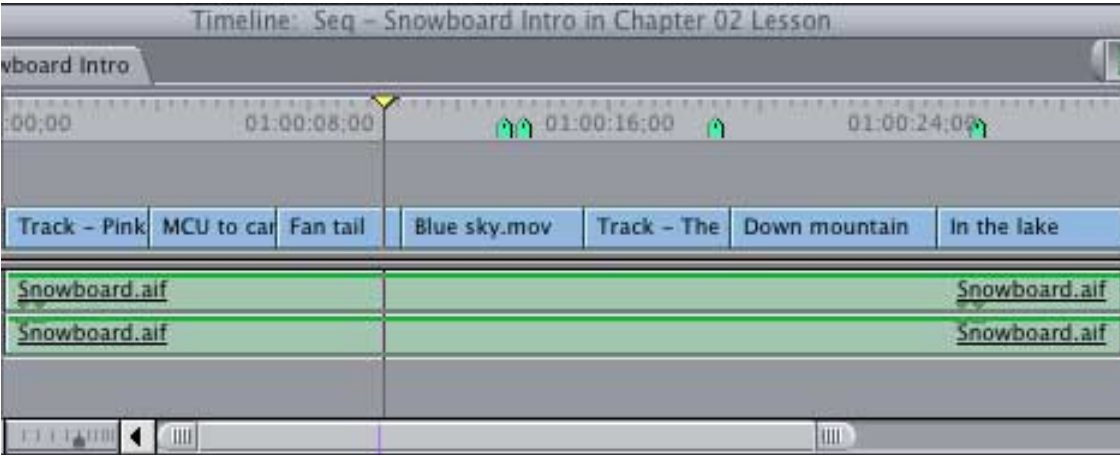 Timeline: Seq – Snowboard Intro in Chapter 02 Lesson
wboard Intro
:00;00 01:00:08;00 01:00:16;00 01:00:24;00
Track – Pink MCU to car Fan tail Blue sky.mov Track – The Down mountain In the lake
Snowboard.aif Snowboard.aif
Snowboard.aif Snowboard.aif